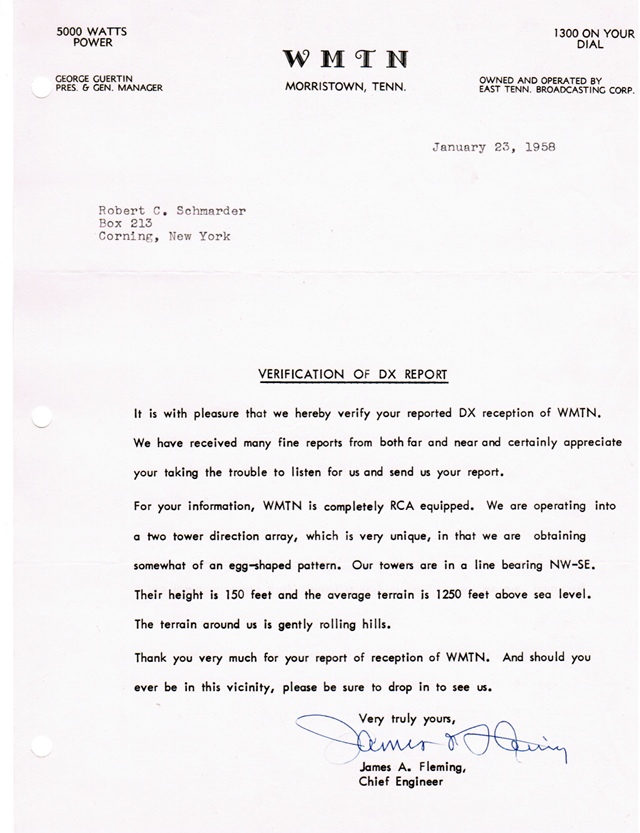 5000 WATTS
POWER
1300 ON YOUR
DIAL
W M T N
GEORGE GUERTIN
PRES. & GEN. MANAGER
MORRISTOWN, TENN.
OWNED AND OPERATED BY
EAST TENN. BROADCASTING CORP.
January 23, 1958
Robert C. Schmarder
Box 213
Corning, New York
VERIFICATION OF DX REPORT
It is with pleasure that we hereby verify your reported DX reception of WMTN.
We have received many fine reports from both far and near and certainly appreciate
your taking the trouble to listen for us and send us your report.
For your information, WMTN is completely RCA equipped. We are operating into
a two tower direction array, which is very unique, in that we are obtaining
somewhat of an egg-shaped pattern. Our towers are in a line bearing NW-SE.
Their height is 150 feet and the average terrain is 1250 feet above sea level.
The terrain around us is gently rolling hills.
Thank you very much for your report of reception of WMTN. And should you
ever be in this vicinity, please be sure to drop in to see us.
Very truly yours,
James A Fleming
James A. Fleming,
Chief Engineer